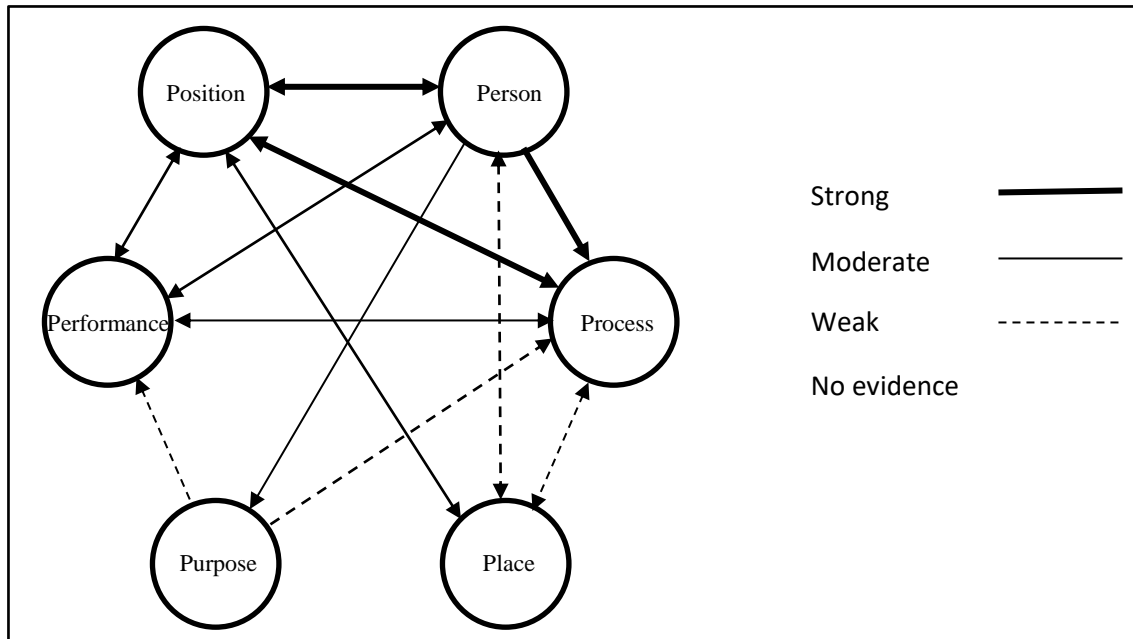 Position
Person
Strong
Moderate
Performance
Process
Weak
No evidence
Purpose
Place